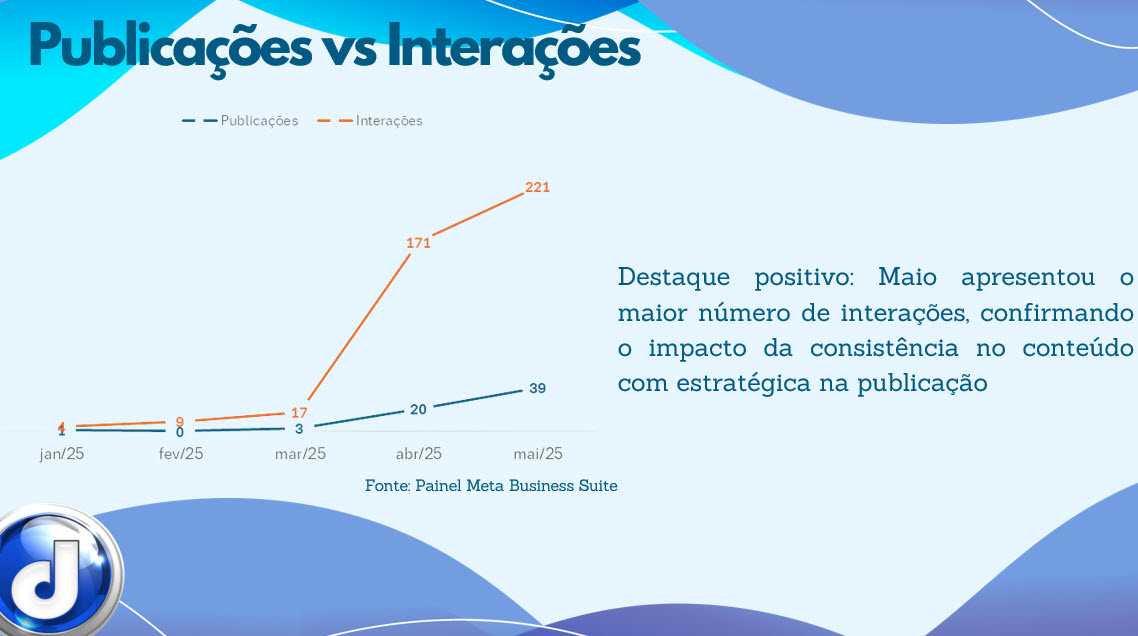 Publicações vs Interações
Publicações Interações
221
171
39
20
17
9
4
1
0
3
jan/25 fev/25 mar/25 abr/25 mai/25
Fonte: Painel Meta Business Suite
Destaque positivo: Maio apresentou o
maior número de interações, confirmando
o impacto da consistência no conteúdo
com estratégica na publicação
d